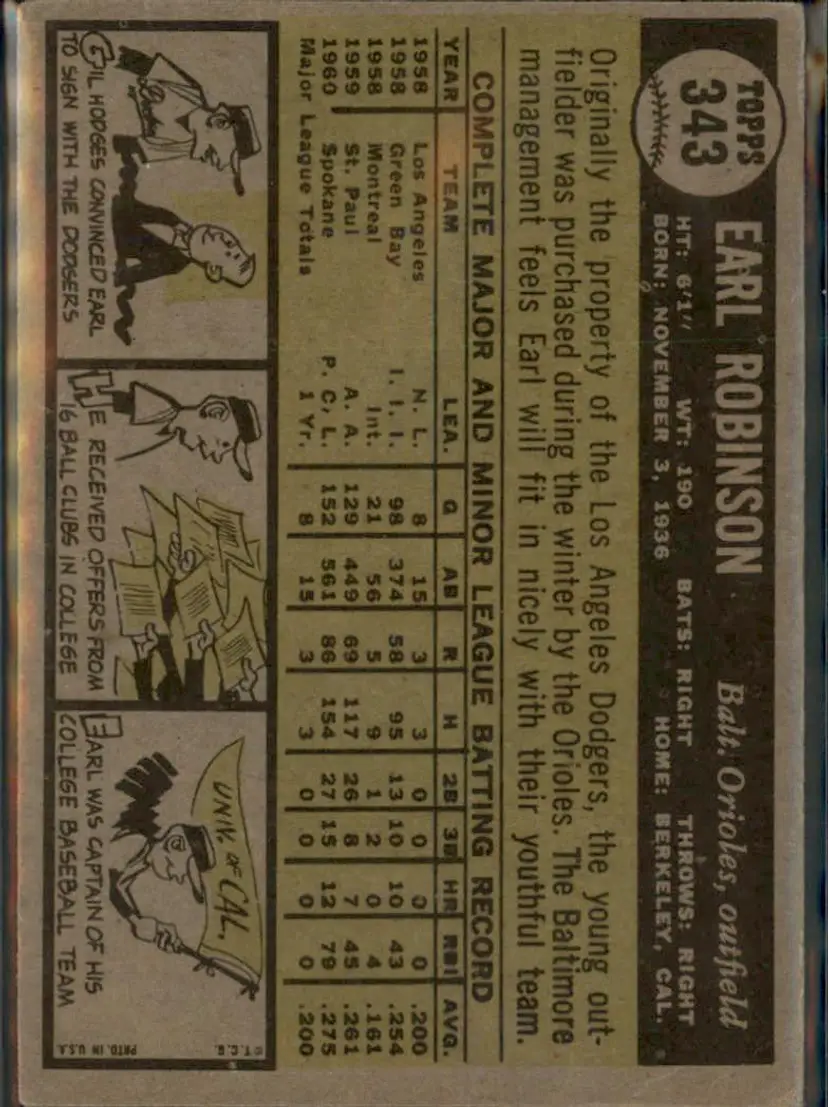 TOPPS
343
EARL ROBINSON
Balt. Orioles, outfield
HT: 6'1" WT: 190 BATS: RIGHT THROWS: RIGHT
BORN: NOVEMBER 3, 1936 HOME: BERKELEY, CAL.
Originally the property of the Los Angeles Dodgers, the young out-
fielder was purchased during the winter by the Orioles. The Baltimore
management feels Earl will fit in nicely with their youthful team.
COMPLETE MAJOR AND MINOR LEAGUE BATTING RECORD
YEAR TEAM LEA. G AB R H 2B 3B HR RBI AVG.
1958 Los Angeles N. L. 8 15 3 3 0 0 0 0 .200
1958 Green Bay I. I. I. 98 374 58 95 13 10 10 43 .254
1958 Montreal Int. 21 56 5 9 1 2 0 4 .161
1959 St. Paul A. A. 129 449 69 117 26 8 7 45 .261
1960 Spokane P. C. L. 152 561 86 154 27 15 12 79 .275
Major League Totals 1 Yr. 8 15 3 3 0 0 0 0 .200
Dodgers
GIL HODGES CONVINCED EARL
TO SIGN WITH THE DODGERS
HE RECEIVED OFFERS FROM
16 BALL CLUBS IN COLLEGE
UNIV. OF CAL.
EARL WAS CAPTAIN OF HIS
COLLEGE BASEBALL TEAM
© T. C. G.
PRTD. IN U.S.A.